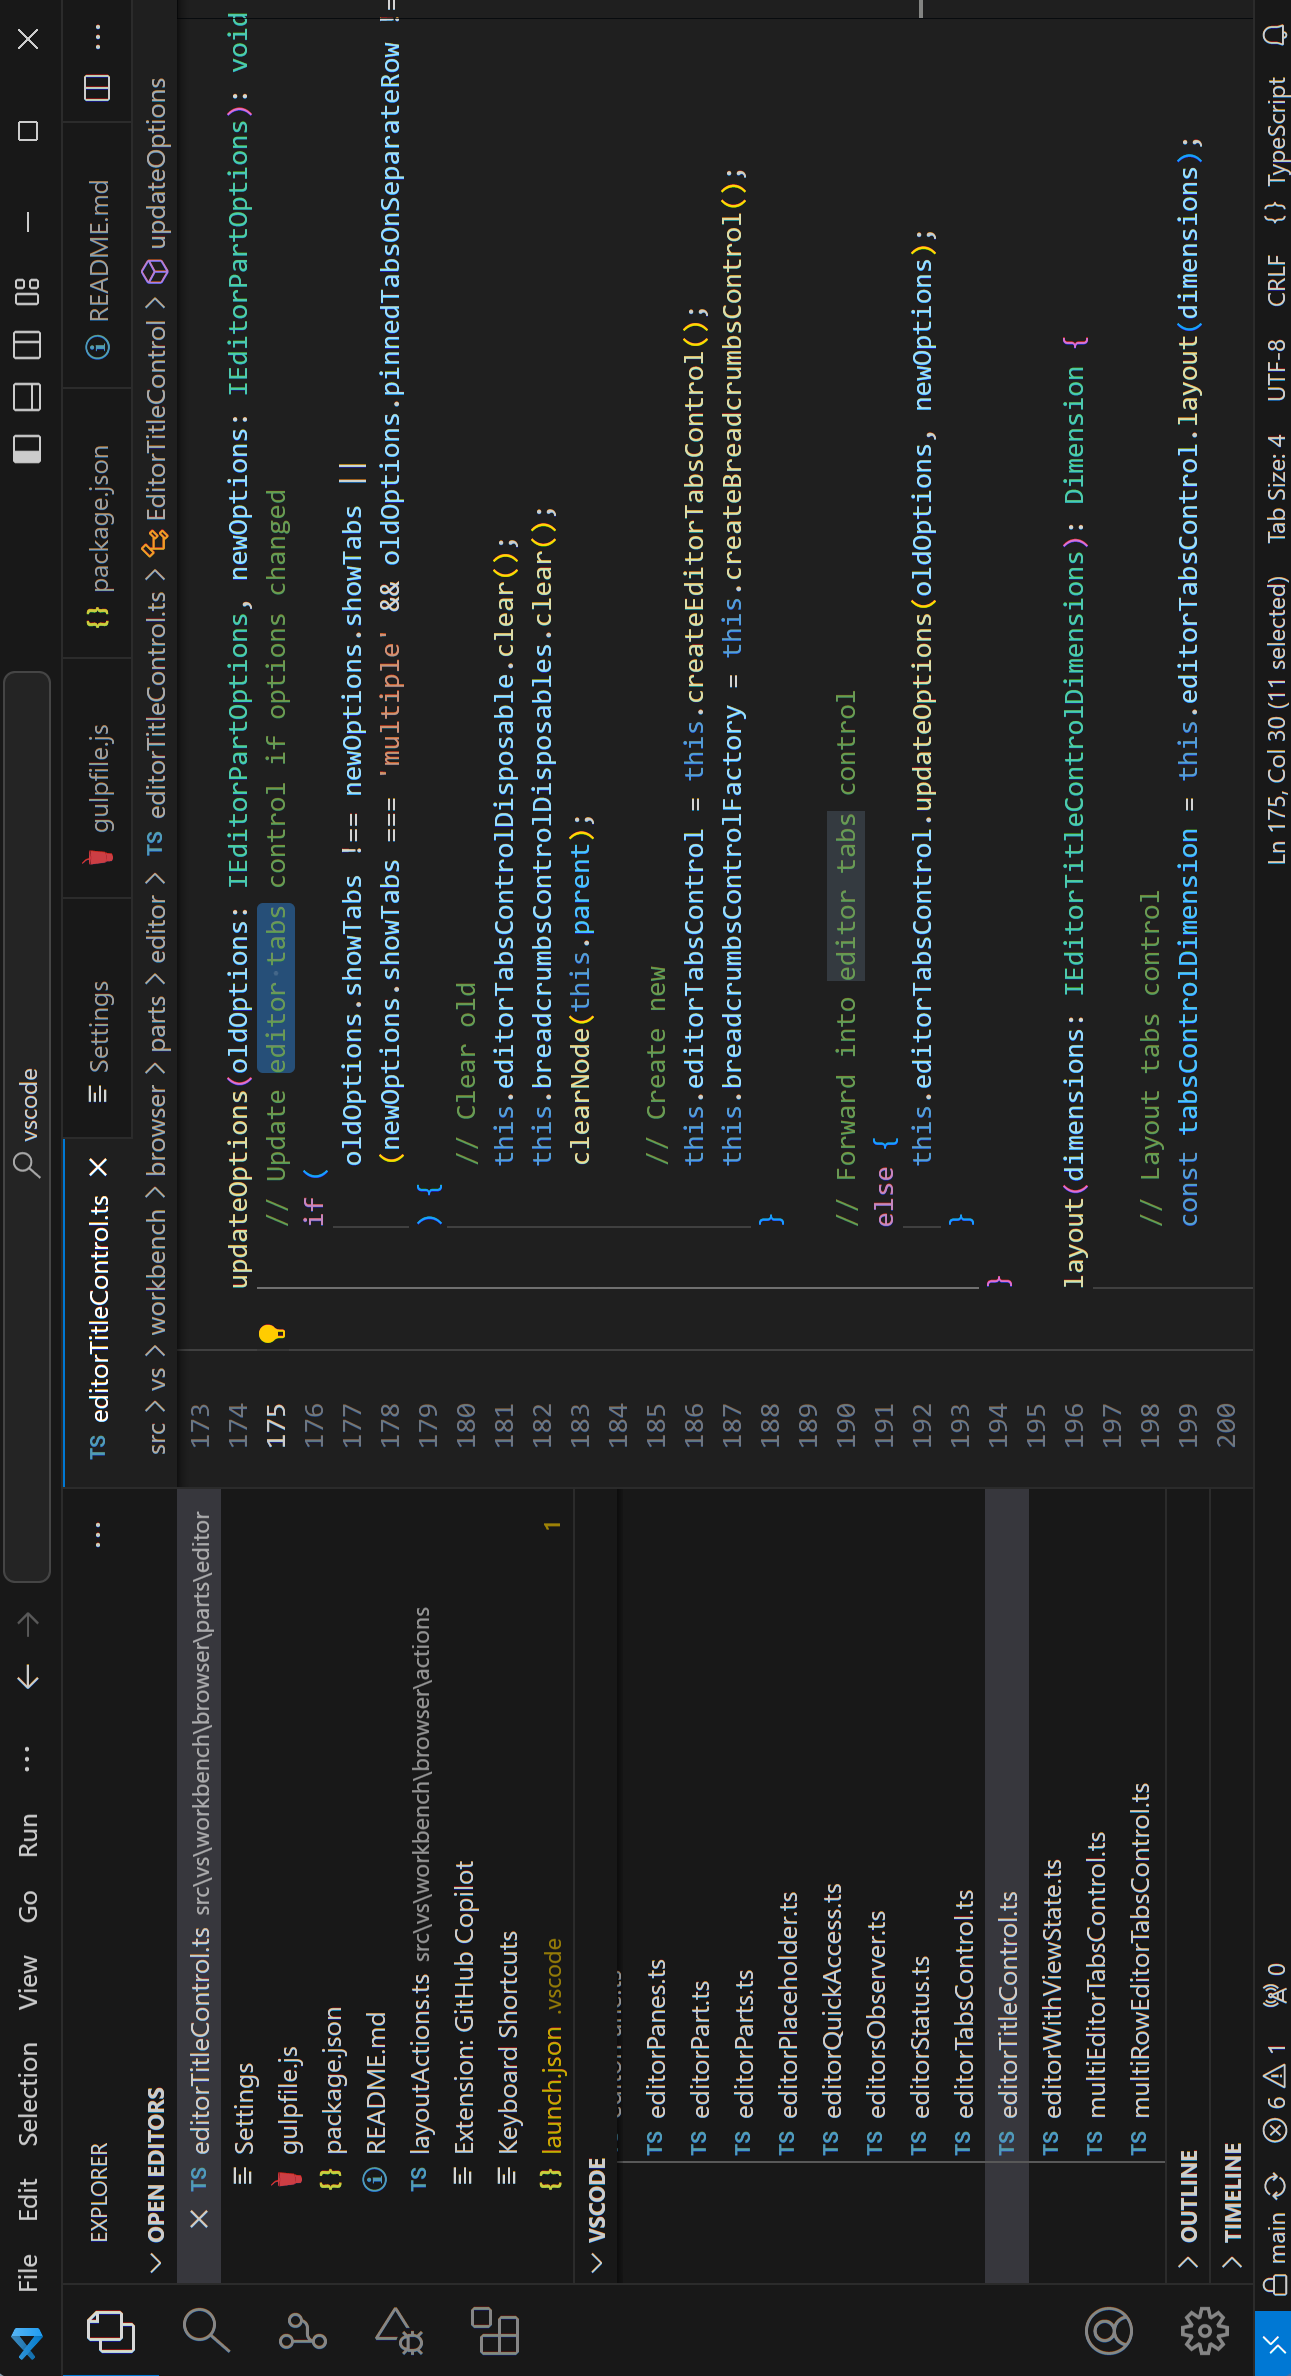 File Edit Selection View Go Run ···
vscode
EXPLORER
OPEN EDITORS
TS editorTitleControl.ts src\vs\workbench\browser\parts\editor
Settings
gulpfile.js
{} package.json
README.md
TS layoutActions.ts src\vs\workbench\browser\actions
Extension: GitHub Copilot
Keyboard Shortcuts
{} launch.json .vscode 1
VSCODE
TS editorPanes.ts
TS editorPart.ts
TS editorParts.ts
TS editorPlaceholder.ts
TS editorQuickAccess.ts
TS editorsObserver.ts
TS editorStatus.ts
TS editorTabsControl.ts
TS editorTitleControl.ts
TS editorWithViewState.ts
TS multiEditorTabsControl.ts
TS multiRowEditorTabsControl.ts
OUTLINE
TIMELINE
TS editorTitleControl.ts Settings gulpfile.js {} package.json README.md
src > vs > workbench > browser > parts > editor > TS editorTitleControl.ts > EditorTitleControl > updateOptions
173
174 updateOptions(oldOptions: IEditorPartOptions, newOptions: IEditorPartOptions): void
175 // Update editor tabs control if options changed
176 if (
177 oldOptions.showTabs !== newOptions.showTabs ||
178 (newOptions.showTabs === 'multiple' && oldOptions.pinnedTabsOnSeparateRow !=
179 ) {
180 // Clear old
181 this.editorTabsControlDisposable.clear();
182 this.breadcrumbsControlDisposables.clear();
183 clearNode(this.parent);
184
185 // Create new
186 this.editorTabsControl = this.createEditorTabsControl();
187 this.breadcrumbsControlFactory = this.createBreadcrumbsControl();
188 }
189
190 // Forward into editor tabs control
191 else {
192 this.editorTabsControl.updateOptions(oldOptions, newOptions);
193 }
194 }
195
196 layout(dimensions: IEditorTitleControlDimensions): Dimension {
197
198 // Layout tabs control
199 const tabsControlDimension = this.editorTabsControl.layout(dimensions);
200
main 6 1 0 Ln 175, Col 30 (11 selected) Tab Size: 4 UTF-8 CRLF {} TypeScript